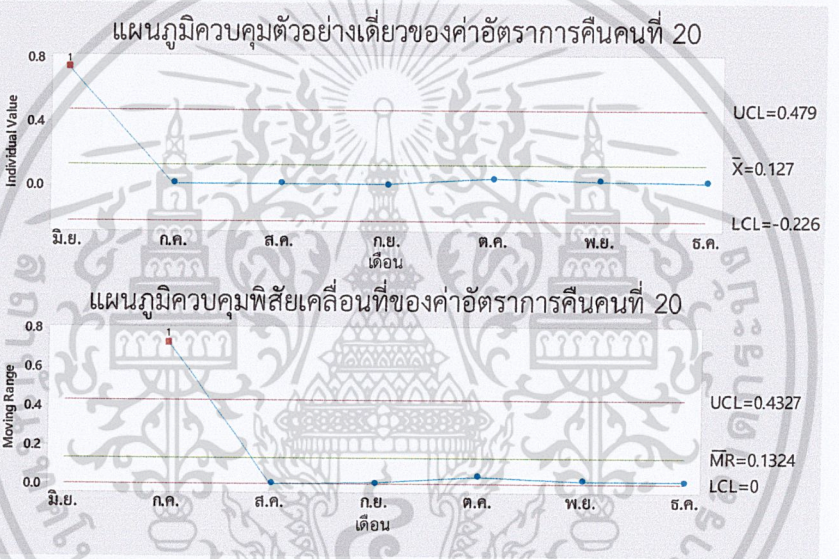 แผนภูมิควบคุมตัวอย่างเดี่ยวของค่าอัตราการคืนคนที่ 20
Individual Value
0.8
0.4
0.0
1
UCL=0.479
X̅=0.127
LCL=-0.226
มิ.ย. ก.ค. ส.ค. ก.ย. ต.ค. พ.ย. ธ.ค.
เดือน
แผนภูมิควบคุมพิสัยเคลื่อนที่ของค่าอัตราการคืนคนที่ 20
Moving Range
0.8
0.6
0.4
0.2
0.0
1
UCL=0.4327
M̅R̅=0.1324
LCL=0
มิ.ย. ก.ค. ส.ค. ก.ย. ต.ค. พ.ย. ธ.ค.
เดือน